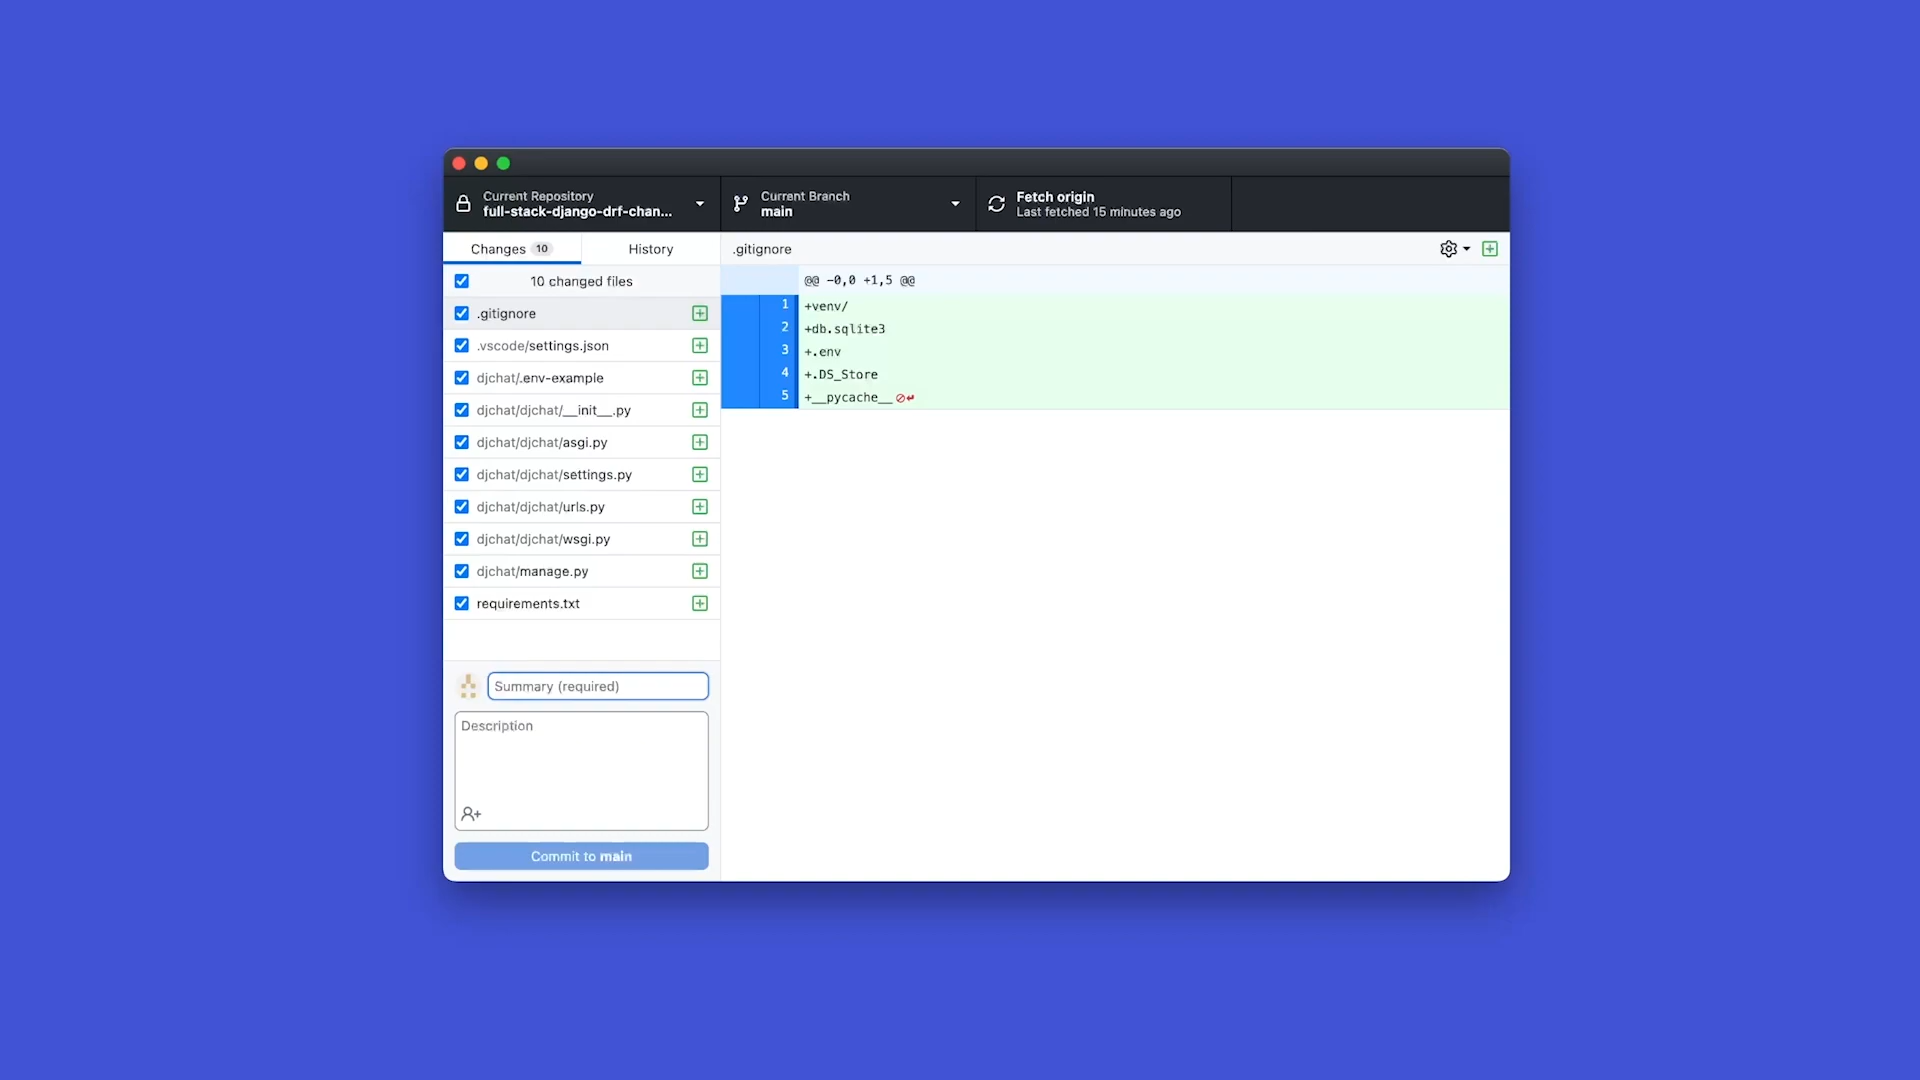 Current Repository
full-stack-django-drf-chan...
Current Branch
main
Fetch origin
Last fetched 15 minutes ago
Changes 10
History
.gitignore
10 changed files
@@ -0,0 +1,5 @@
.gitignore
.vscode/settings.json
djchat/.env-example
djchat/djchat/__init__.py
djchat/djchat/asgi.py
djchat/djchat/settings.py
djchat/djchat/urls.py
djchat/djchat/wsgi.py
djchat/manage.py
requirements.txt
1 +venv/
2 +db.sqlite3
3 +.env
4 +.DS_Store
5 +__pycache__
Summary (required)
Description
Commit to main